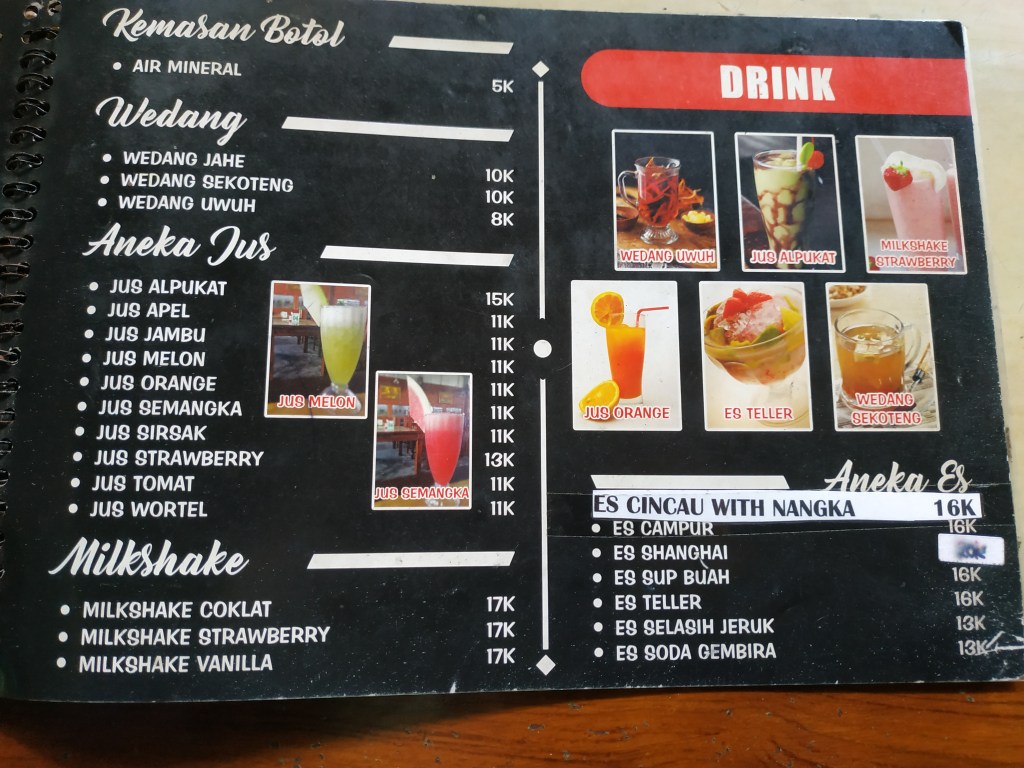 Kemasan Botol
• AIR MINERAL 5K
Wedang
• WEDANG JAHE 10K
• WEDANG SEKOTENG 10K
• WEDANG UWUH 8K
Aneka Jus
• JUS ALPUKAT 15K
• JUS APEL 11K
• JUS JAMBU 11K
• JUS MELON 11K
• JUS ORANGE 11K
• JUS SEMANGKA 11K
• JUS SIRSAK 11K
• JUS STRAWBERRY 13K
• JUS TOMAT 11K
• JUS WORTEL 11K
JUS MELON
JUS SEMANGKA
Milkshake
• MILKSHAKE COKLAT 17K
• MILKSHAKE STRAWBERRY 17K
• MILKSHAKE VANILLA 17K
DRINK
WEDANG UWUH
JUS ALPUKAT
MILKSHAKE
STRAWBERRY
JUS ORANGE
ES TELLER
WEDANG
SEKOTENG
Aneka Es
ES CINCAU WITH NANGKA 16K
• ES CAMPUR 16K
• ES SHANGHAI
• ES SUP BUAH 16K
• ES TELLER 16K
• ES SELASIH JERUK 13K
• ES SODA GEMBIRA 13K